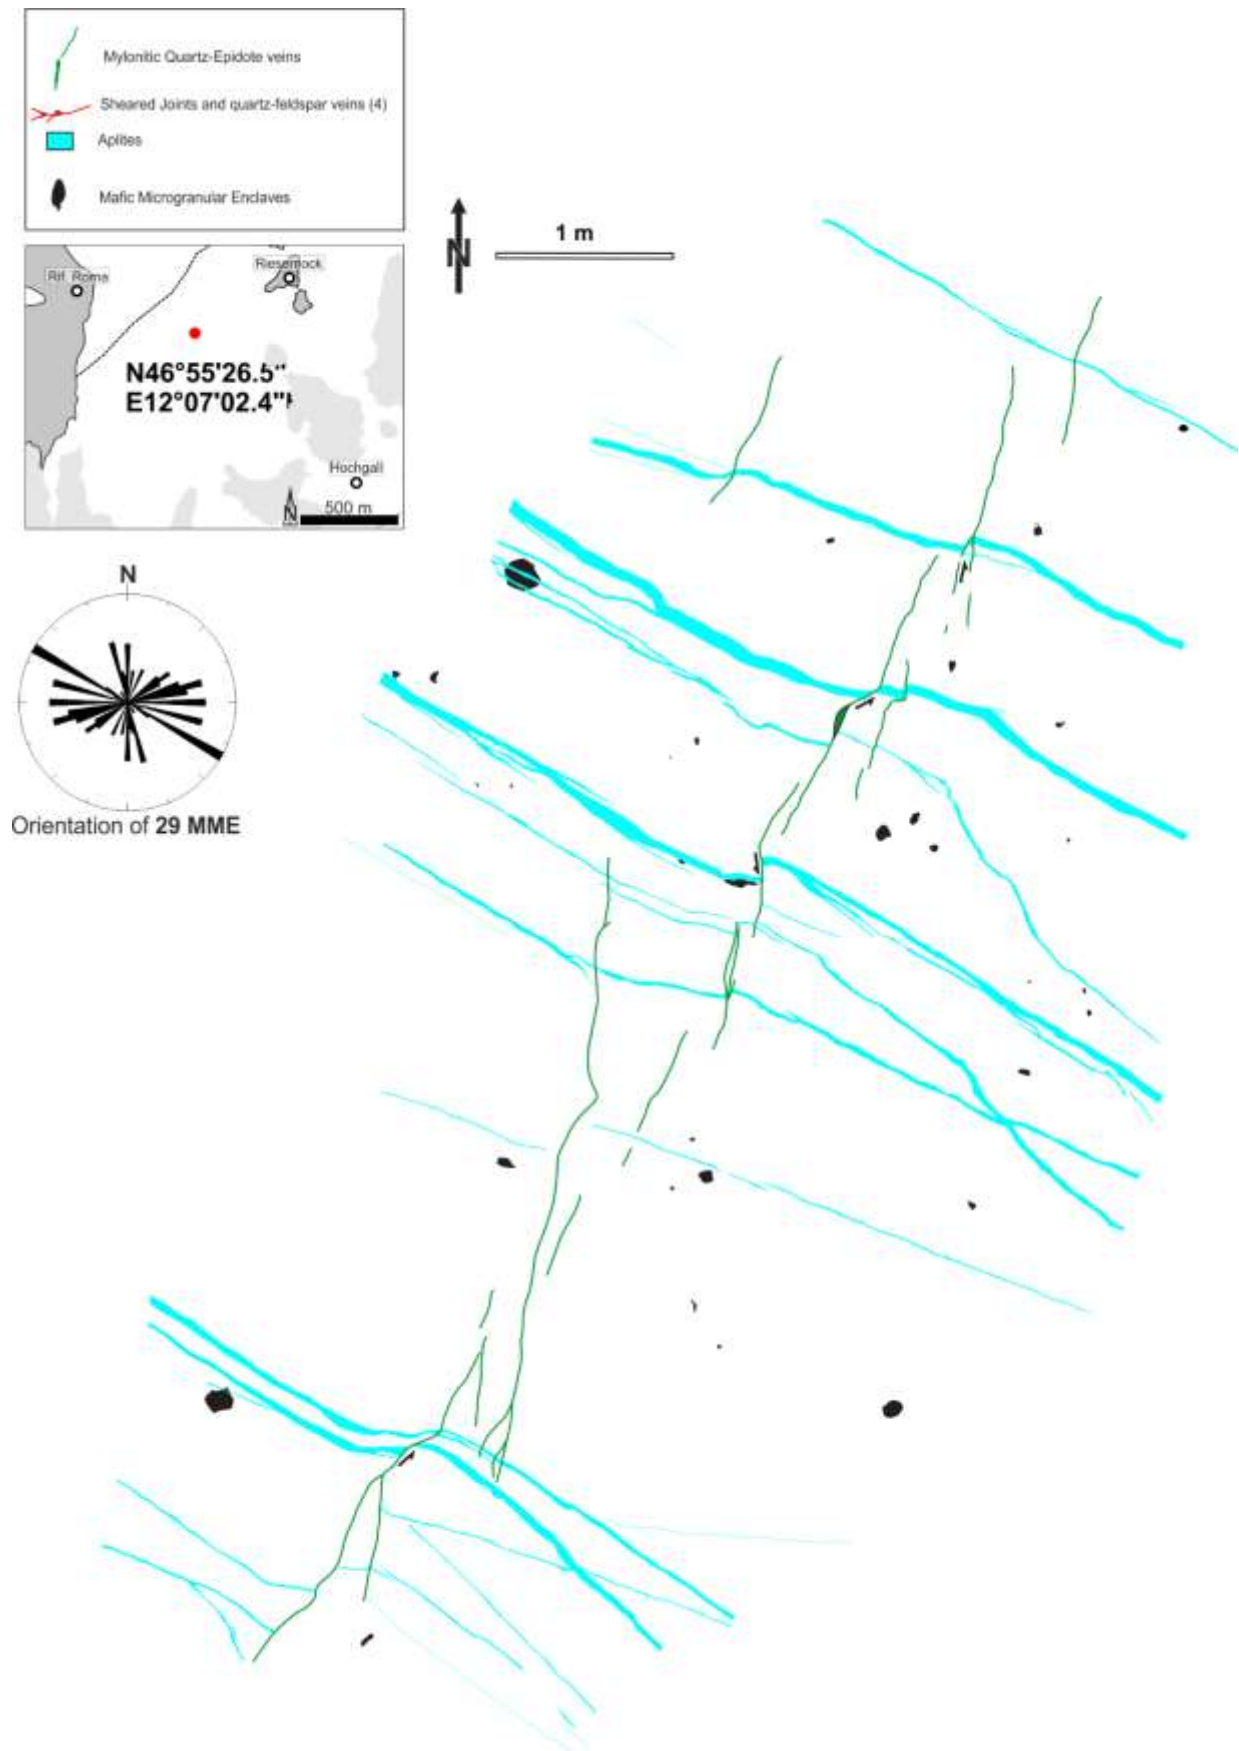 Mylonitic Quartz-Epidote veins
Sheared Joints and quartz-feldspar veins (4)
Aplites
Mafic Microgranular Enclaves
N
1 m
Rif. Roma
Riesernock
N46°55'26.5"
E12°07'02.4"
Hochgall
N
500 m
N
Orientation of 29 MME